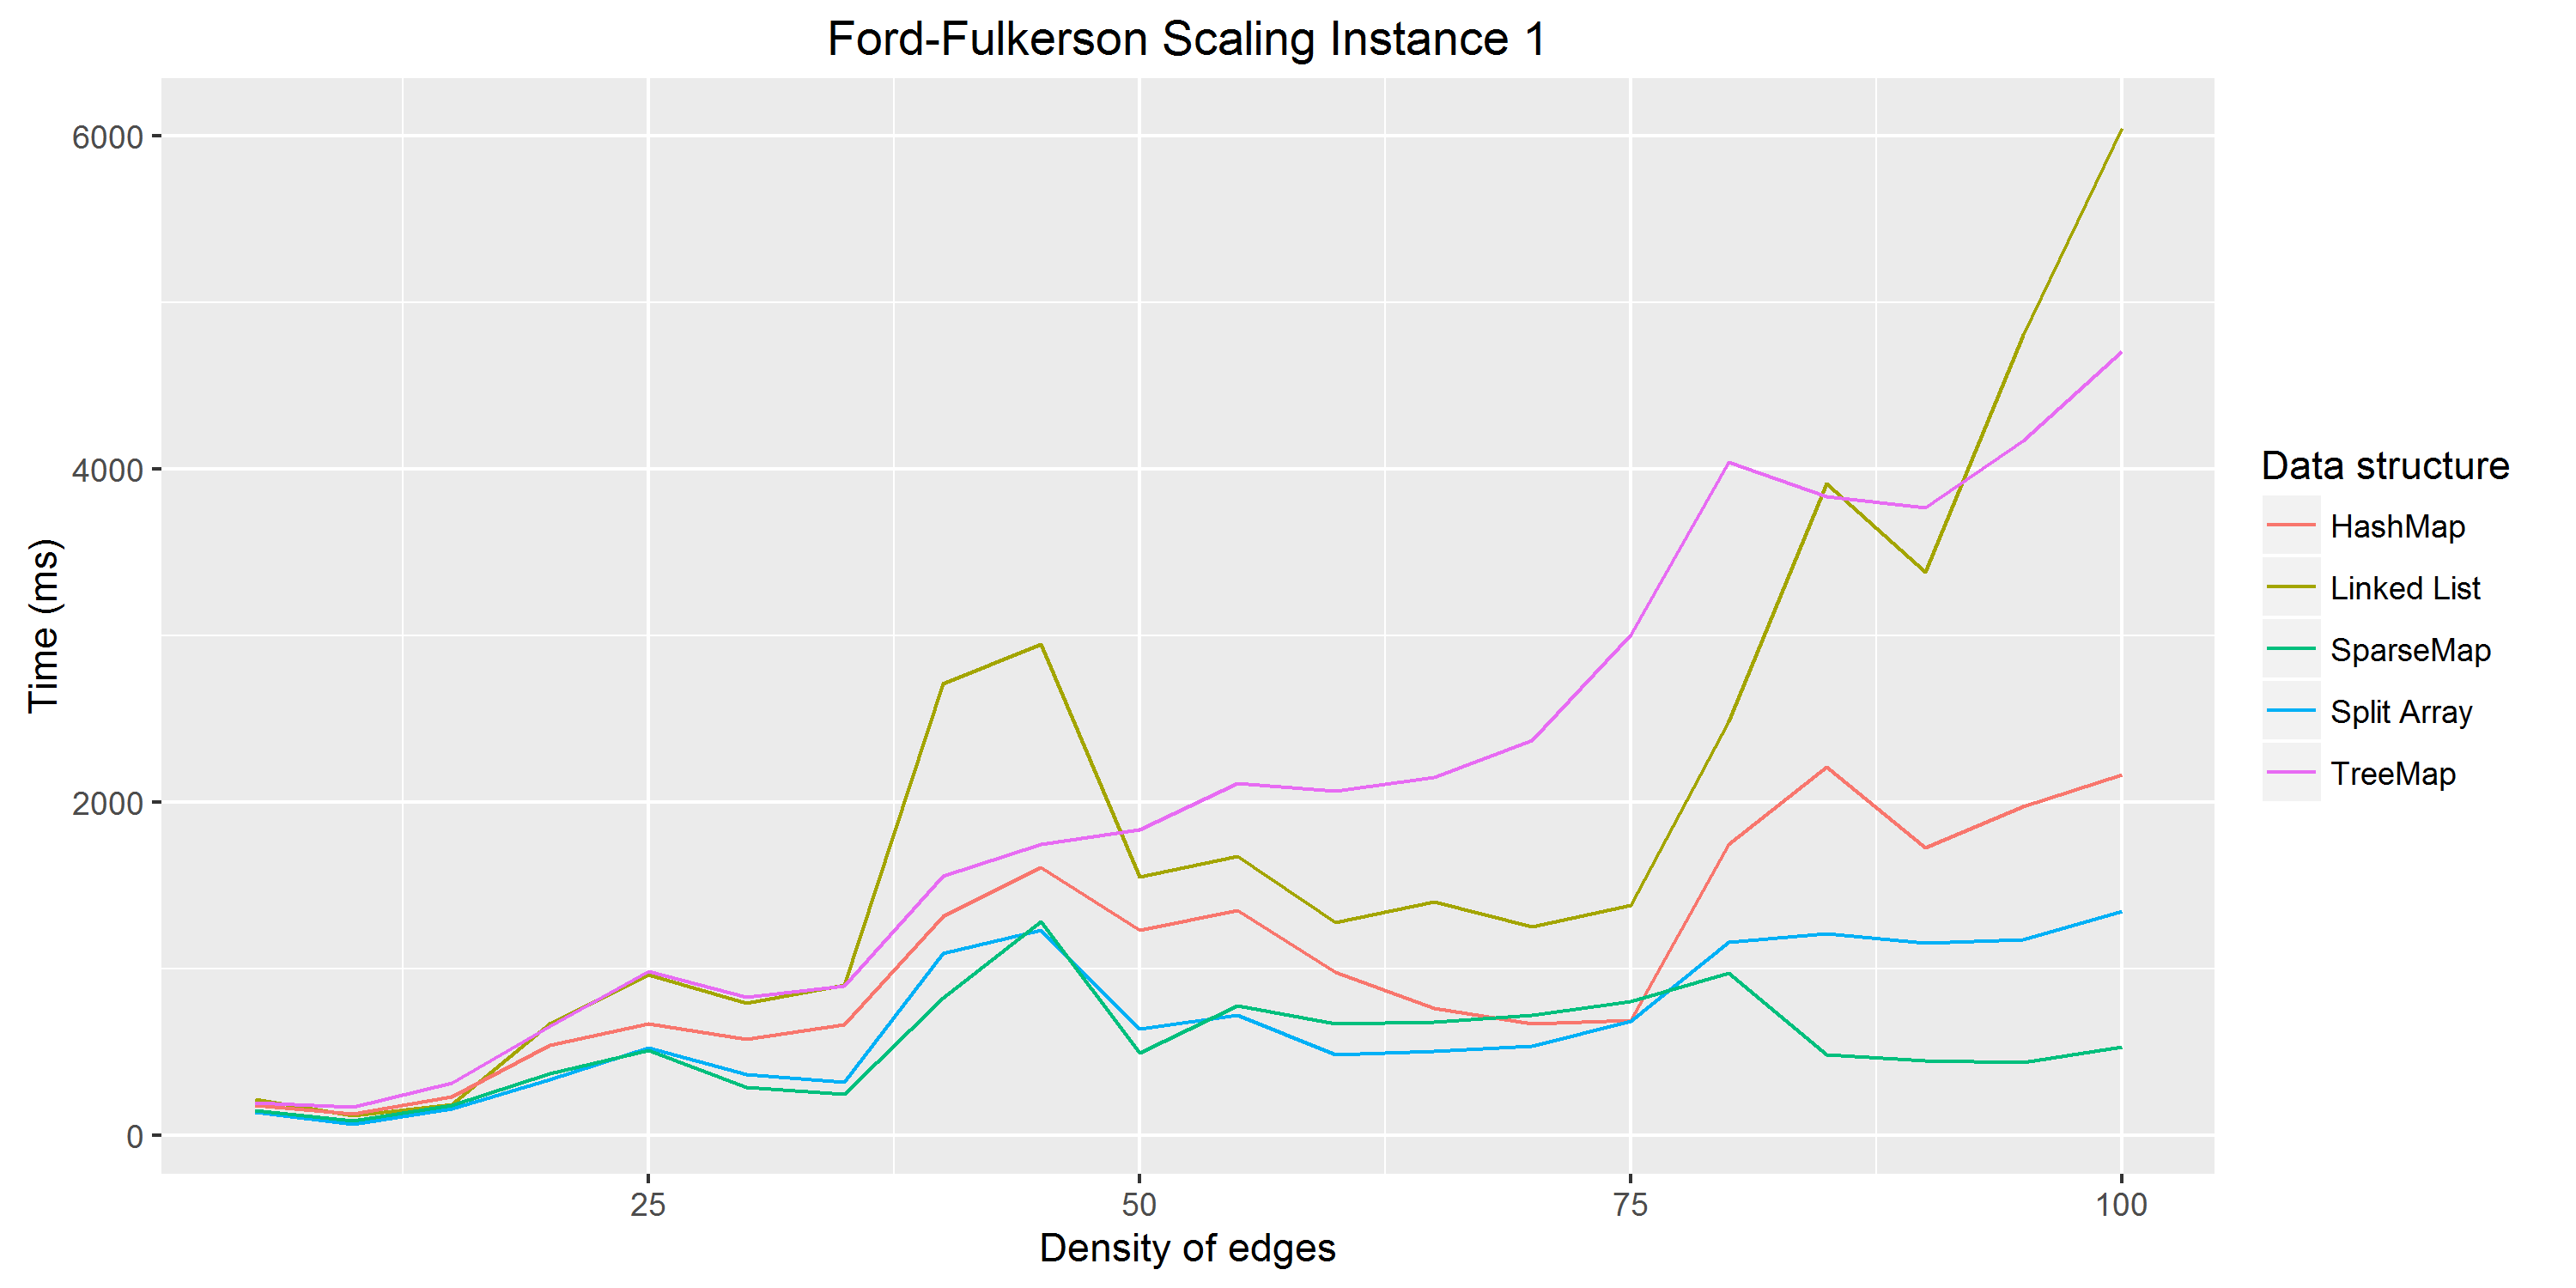 Ford-Fulkerson Scaling Instance 1
6000
4000
2000
0
Time (ms)
25
50
75
100
Density of edges
Data structure
HashMap
Linked List
SparseMap
Split Array
TreeMap